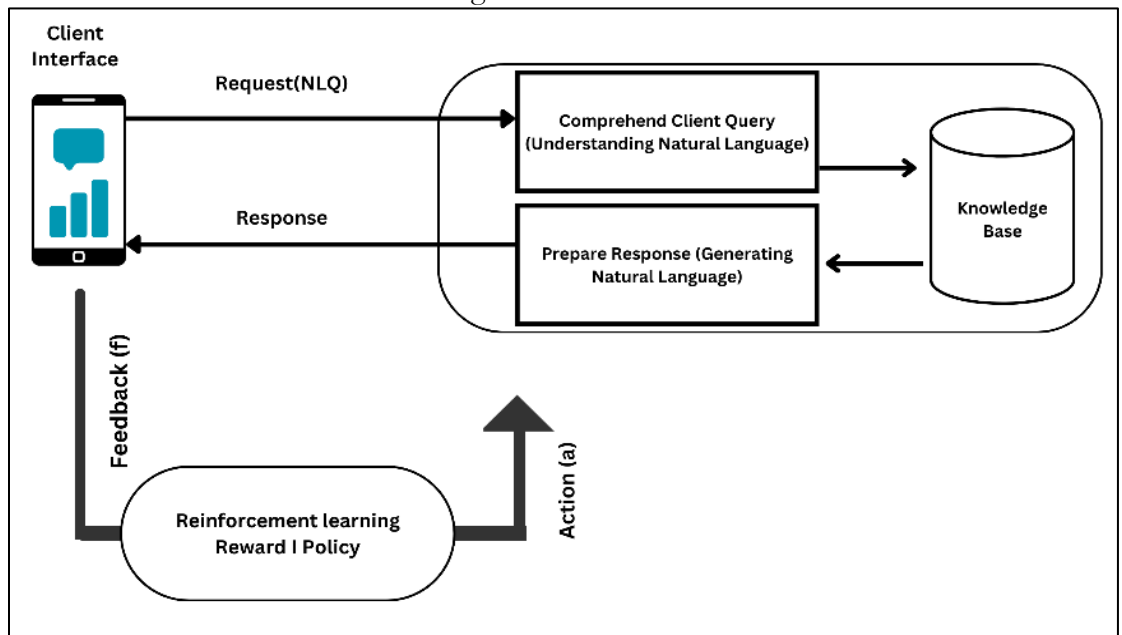 Client
Interface
Request(NLQ)
Comprehend Client Query
(Understanding Natural Language)
Knowledge
Base
Response
Prepare Response (Generating
Natural Language)
Feedback (f)
Action (a)
Reinforcement learning
Reward I Policy